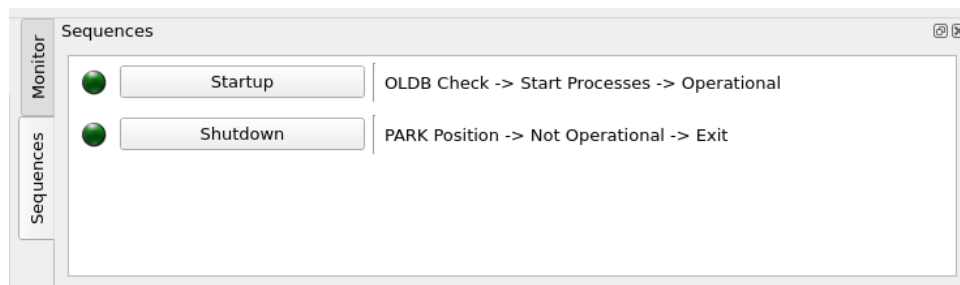 Sequences
Monitor
Sequences
Startup
OLDB Check -> Start Processes -> Operational
Shutdown
PARK Position -> Not Operational -> Exit